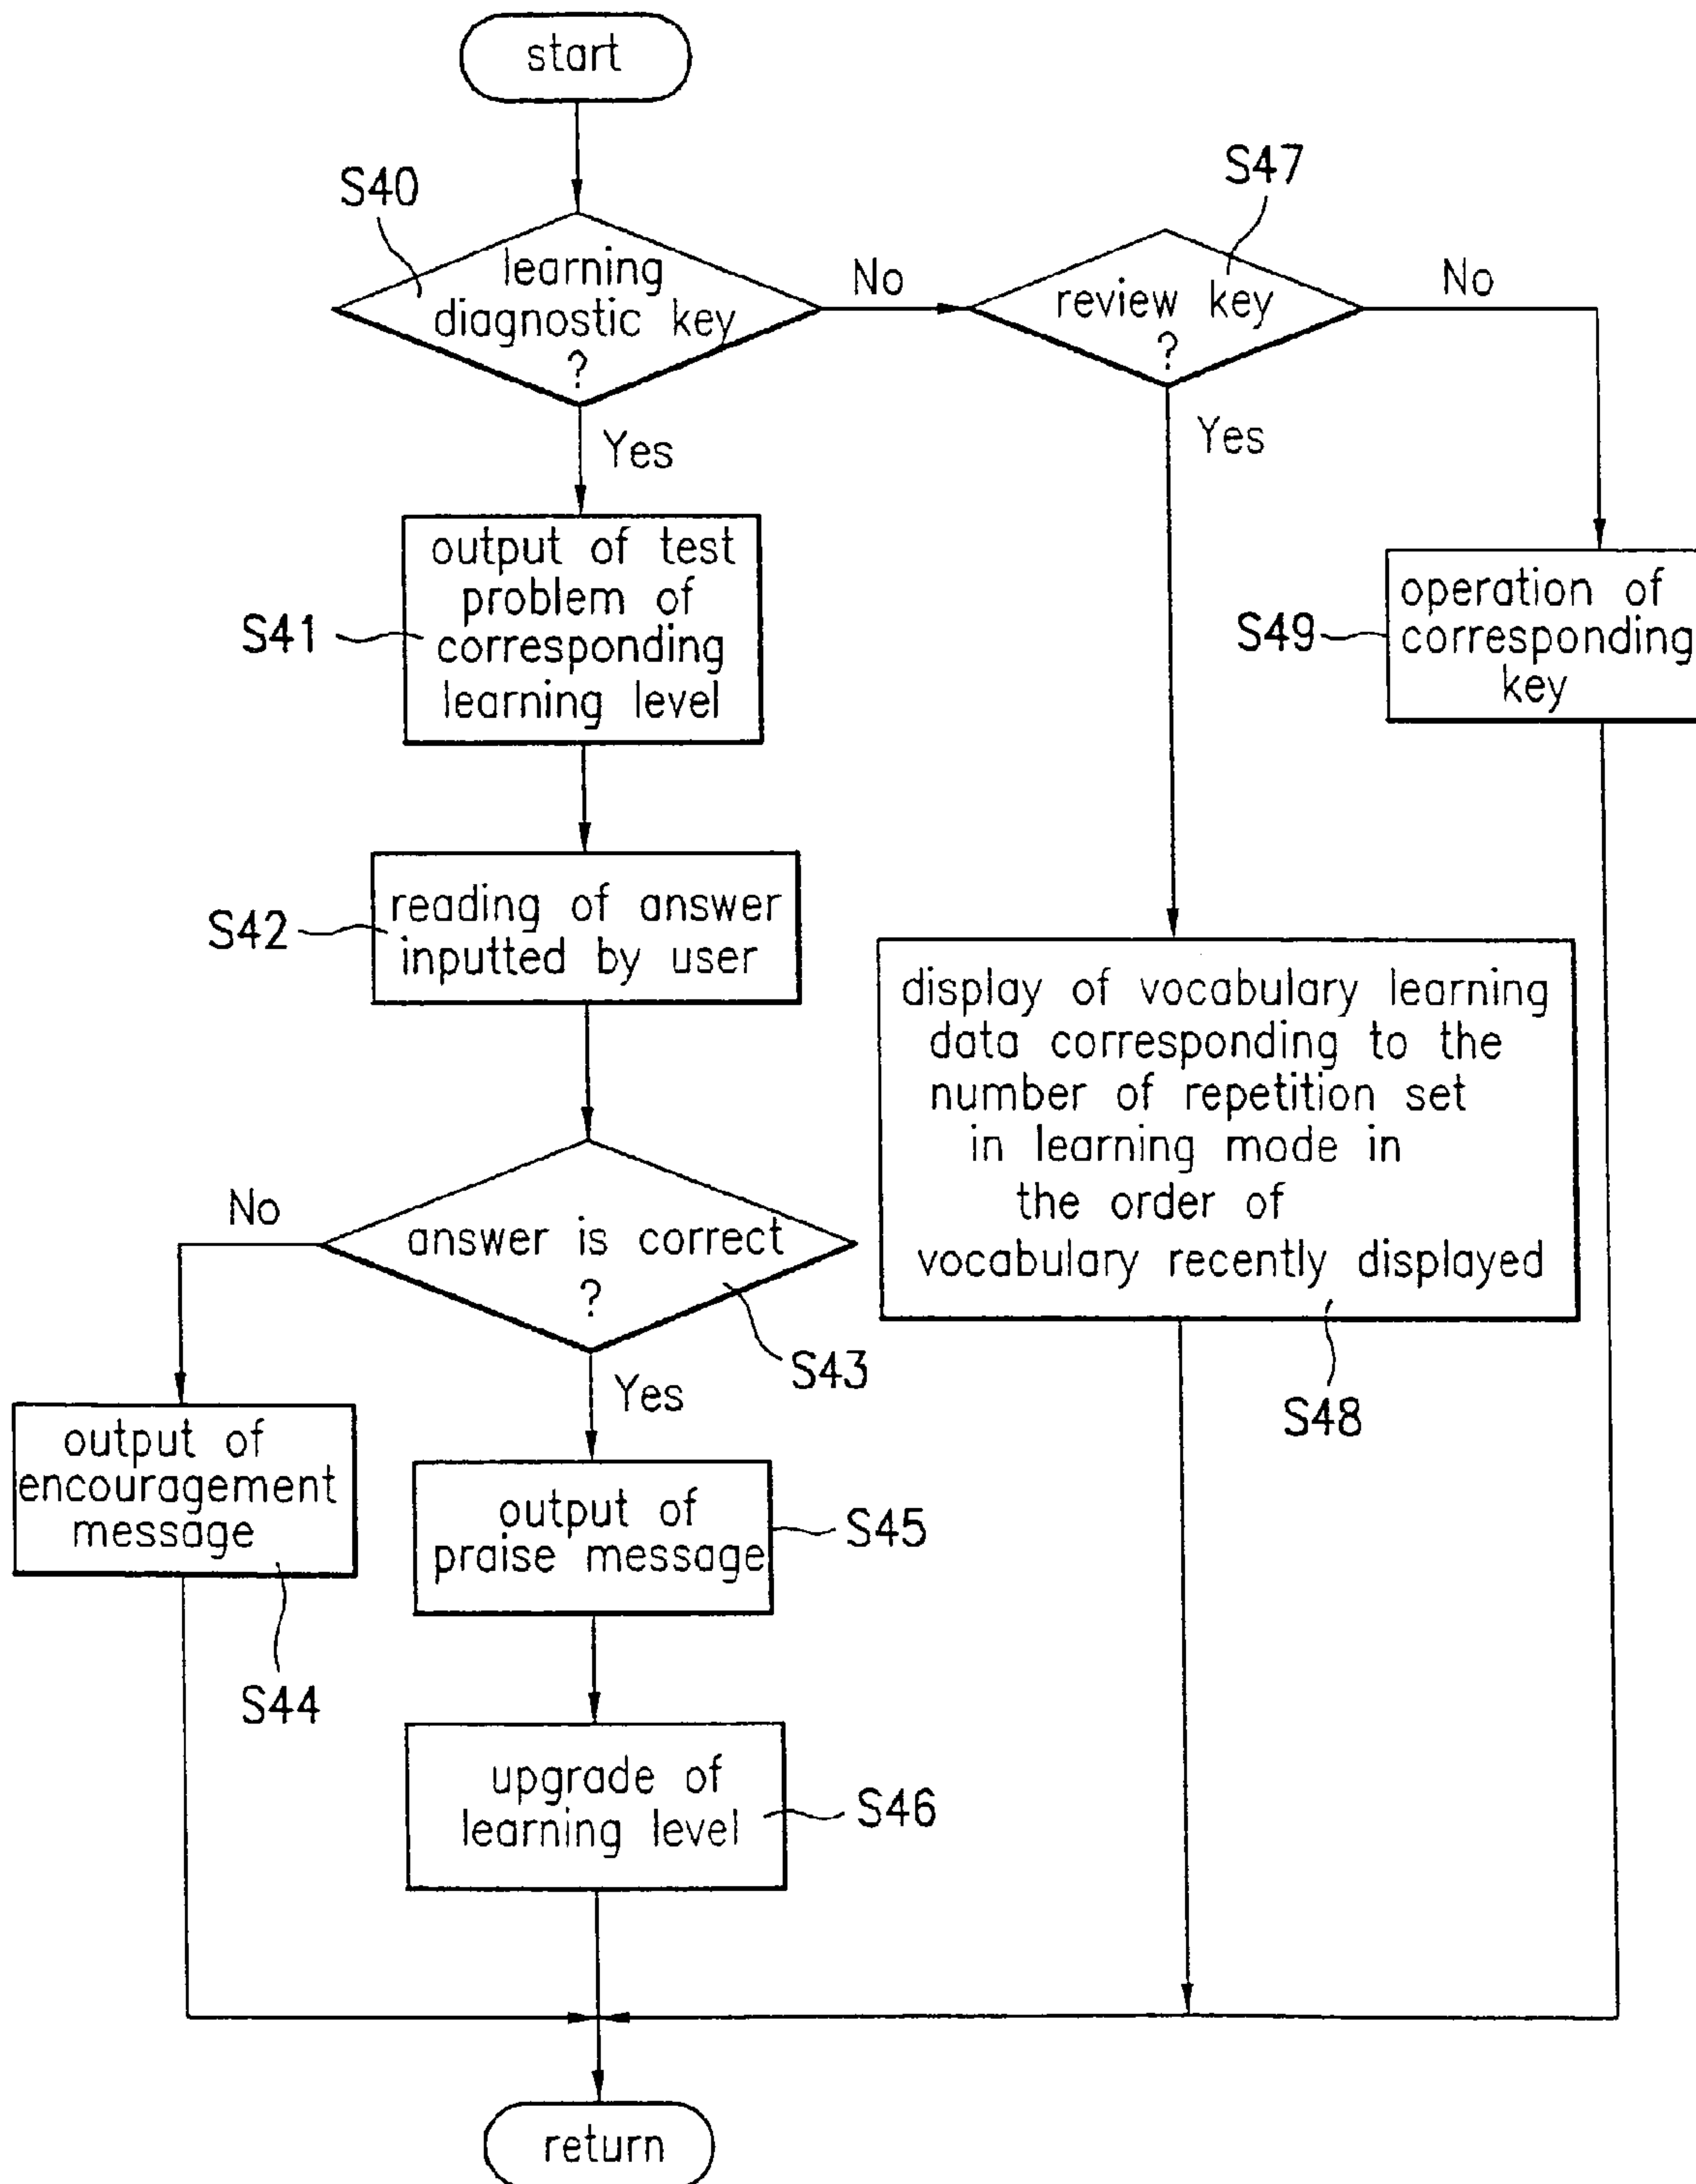 start
S40
learning
diagnostic key
?
No
S47
review key
?
No
Yes
Yes
S41
output of test
problem of
corresponding
learning level
S49
operation of
corresponding
key
S42
reading of answer
inputted by user
display of vocabulary learning
data corresponding to the
number of repetition set
in learning mode in
the order of
vocabulary recently displayed
S48
No
answer is correct
?
S43
Yes
output of
encouragement
message
S44
output of
praise message
S45
upgrade of
learning level
S46
return